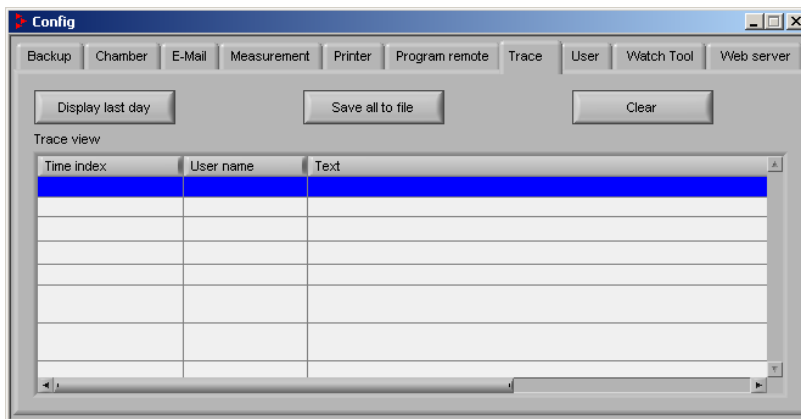 Config
Backup Chamber E-Mail Measurement Printer Program remote Trace User Watch Tool Web server
Display last day Save all to file Clear
Trace view
Time index User name Text